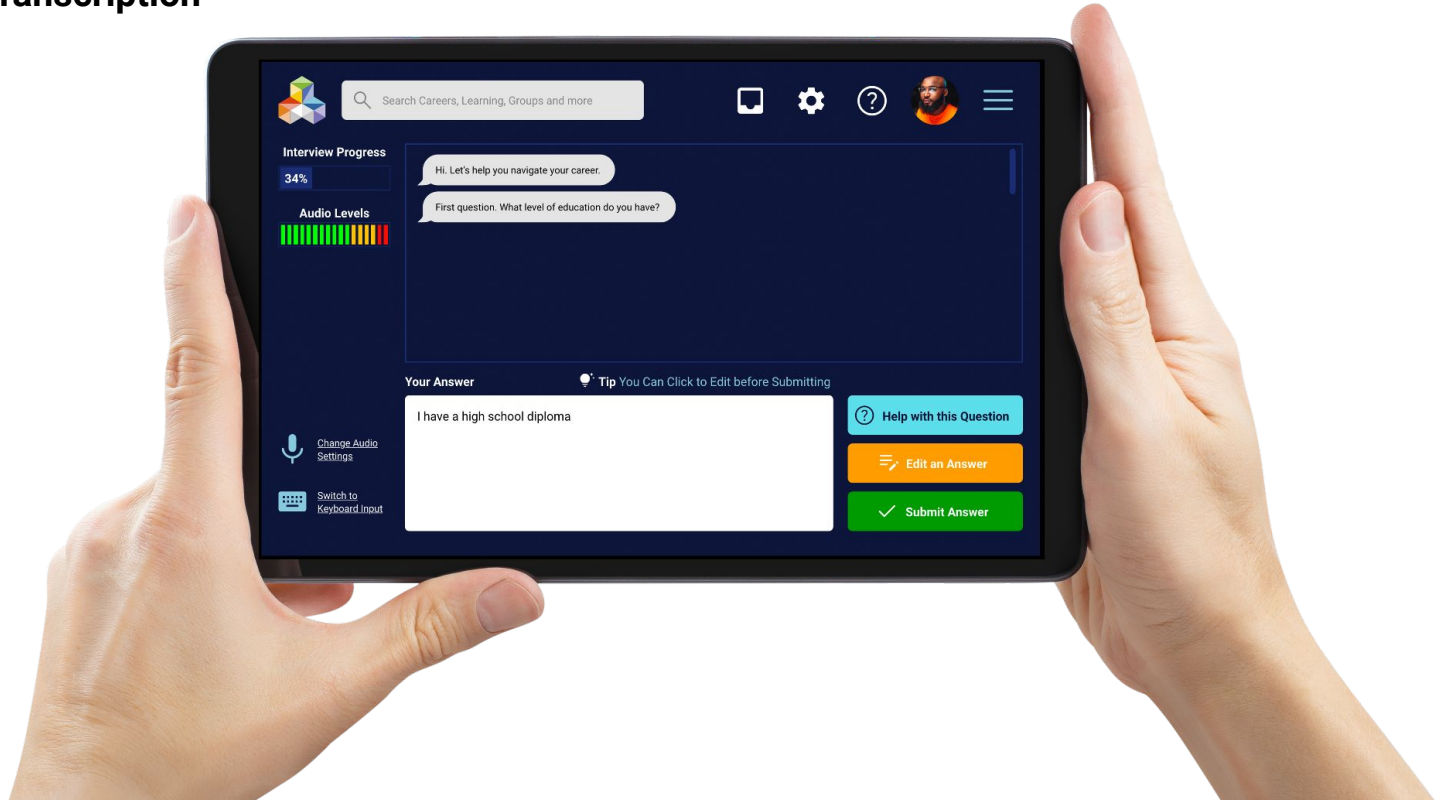 Transcription
Search Careers, Learning, Groups and more
Interview Progress
34%
Audio Levels
Hi. Let's help you navigate your career.
First question. What level of education do you have?
Your Answer
Tip You Can Click to Edit before Submitting
I have a high school diploma
Help with this Question
Edit an Answer
Submit Answer
Change Audio
Settings
Switch to
Keyboard Input